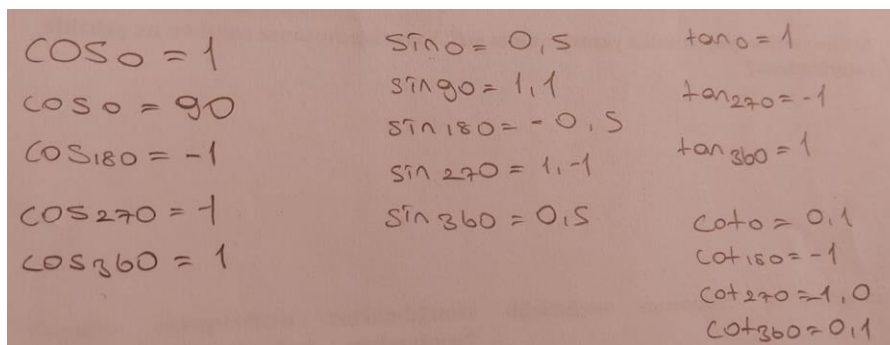 cos0 = 1
cos0 = 90
cos180 = -1
cos270 = 1
cos360 = 1
sin0 = 0,5
sin90 = 1,1
sin180 = -0,5
sin270 = 1,-1
sin360 = 0,5
tan0 = 1
tan270 = -1
tan360 = 1
cot0 = 0,1
cot180 = -1
cot270 = 1,0
cot360 = 0,1